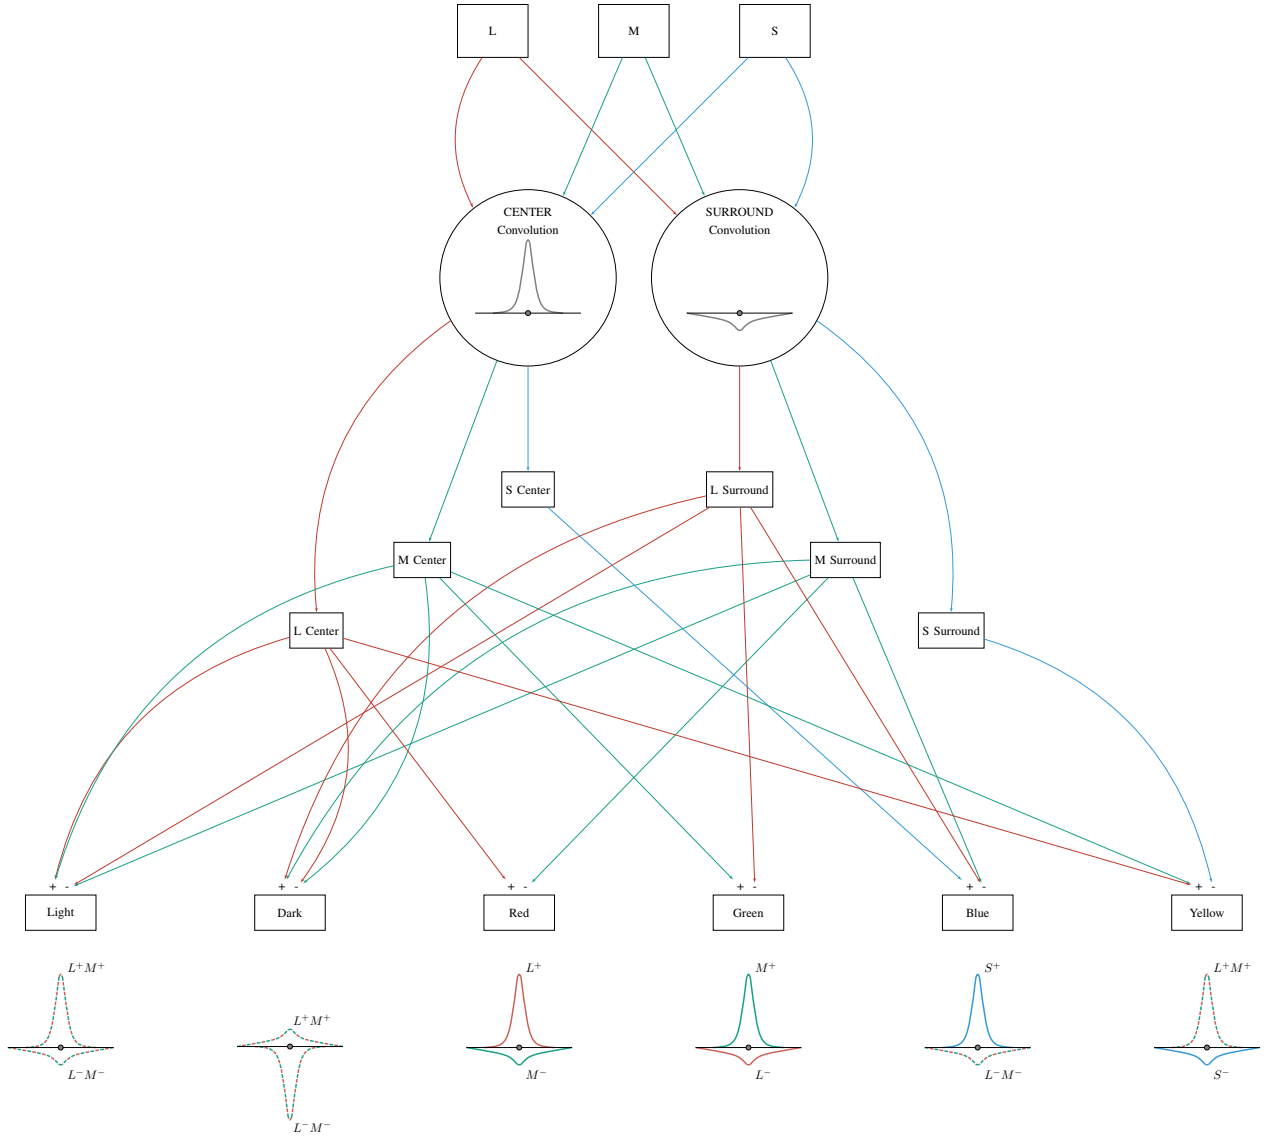 L
M
S
CENTER
Convolution
SURROUND
Convolution
S Center
L Surround
M Center
M Surround
L Center
S Surround
+ -
+ -
+ -
+ -
+ -
+ -
Light
Dark
Red
Green
Blue
Yellow
L⁺M⁺
L⁺
M⁺
S⁺
L⁺M⁺
L⁺M⁺
L⁻M⁻
M⁻
L⁻
L⁻M⁻
S⁻
L⁻M⁻